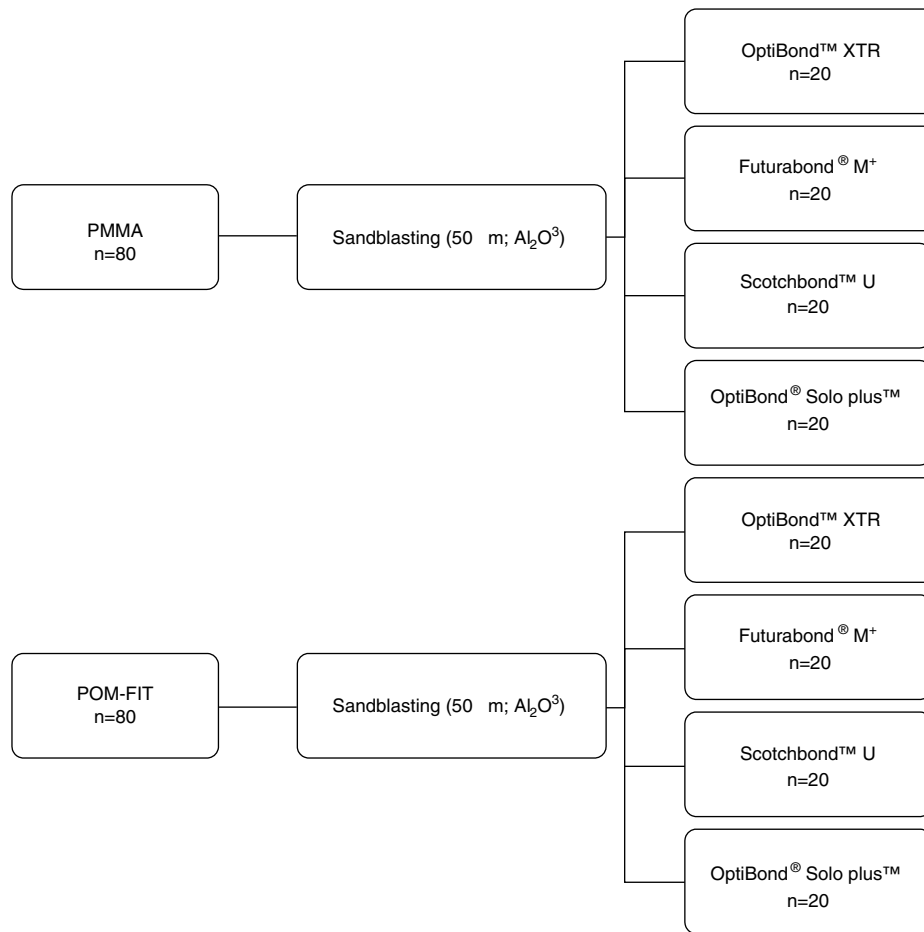 OptiBond™ XTR
n=20
Futurabond® M⁺
n=20
PMMA
n=80
Sandblasting (50 m; Al₂O³)
Scotchbond™ U
n=20
OptiBond® Solo plus™
n=20
OptiBond™ XTR
n=20
Futurabond® M⁺
n=20
POM-FIT
n=80
Sandblasting (50 m; Al₂O³)
Scotchbond™ U
n=20
OptiBond® Solo plus™
n=20